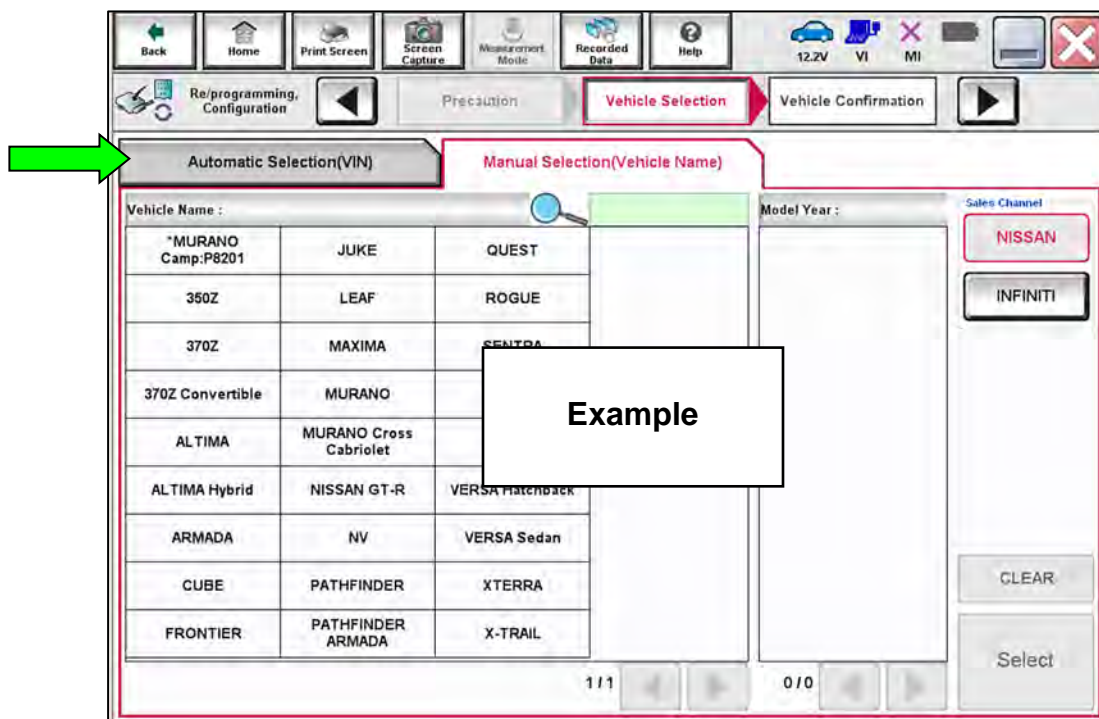 Back
Home
Print Screen
Screen
Capture
Measurement
Mode
Recorded
Data
Help
12.2V
VI
MI
Re/programming,
Configuration
Precaution
Vehicle Selection
Vehicle Confirmation
Automatic Selection(VIN)
Manual Selection(Vehicle Name)
Vehicle Name :
Model Year :
Sales Channel
*MURANO
Camp:P8201
JUKE
QUEST
NISSAN
350Z
LEAF
ROGUE
INFINITI
370Z
MAXIMA
SENTRA
370Z Convertible
MURANO
Example
ALTIMA
MURANO Cross
Cabriolet
ALTIMA Hybrid
NISSAN GT-R
VERSA Hatchback
ARMADA
NV
VERSA Sedan
CUBE
PATHFINDER
XTERRA
CLEAR
FRONTIER
PATHFINDER
ARMADA
X-TRAIL
Select
1/1
0/0